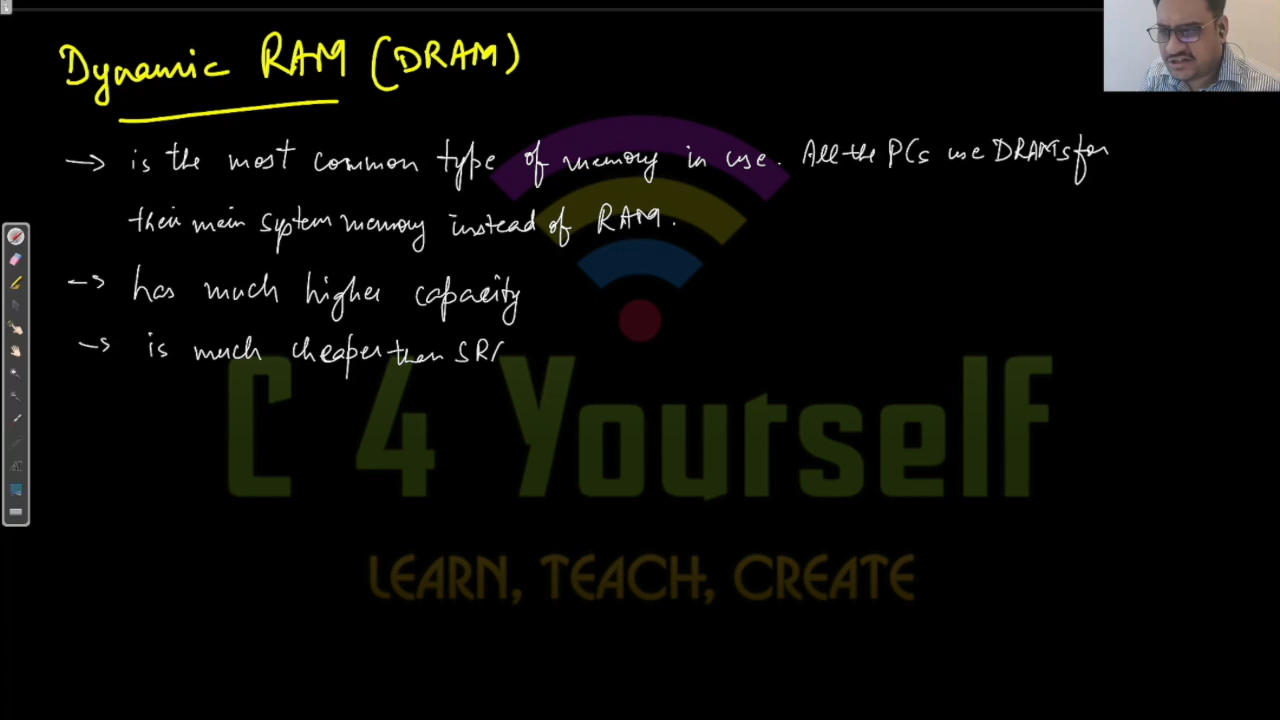 Dynamic RAM (DRAM)
→ is the most common type of memory in use. All the PCs use DRAMs for
their main system memory instead of RAM.
→ has much higher capacity
→ is much cheaper than SRA
C 4 Yourself
LEARN, TEACH, CREATE